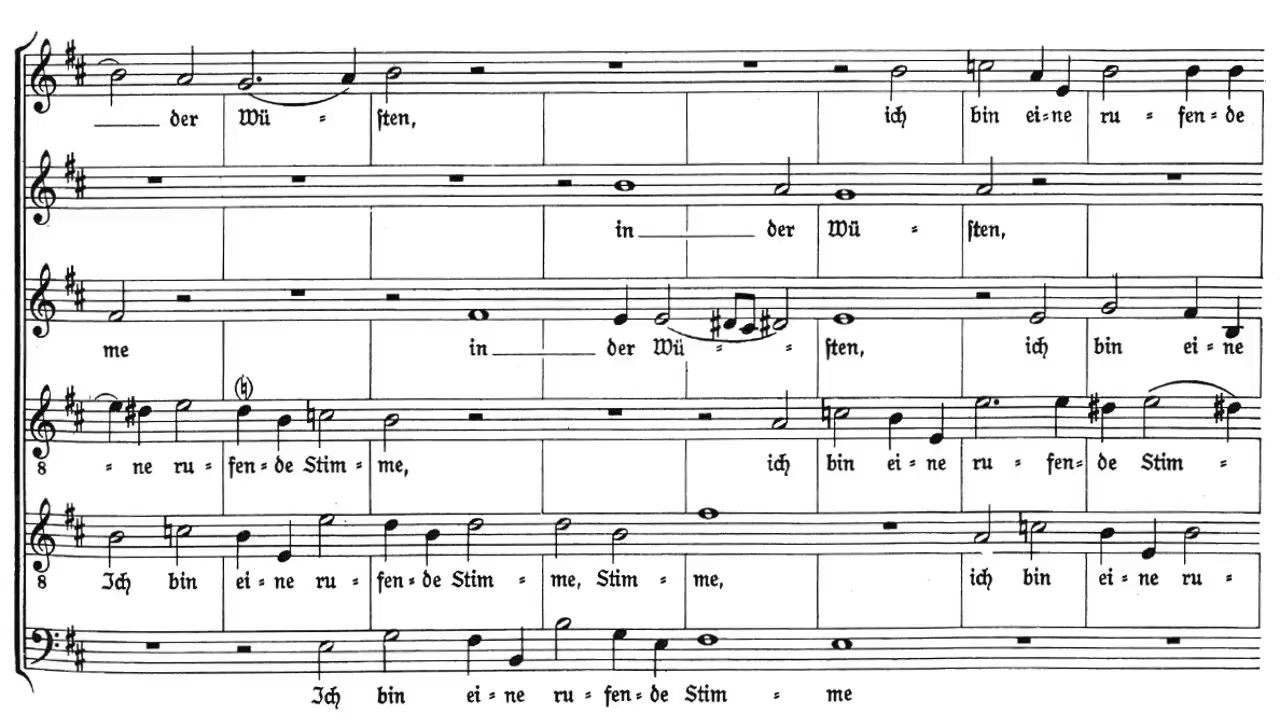 der Wü - sten, ich bin ei=ne ru - fen=de
in der Wü - sten,
me in der Wü - sten, ich bin ei=ne
8 - ne ru - fen=de Stim = me, ich bin ei=ne ru - fen=de Stim -
8 Ich bin ei=ne ru - fen=de Stim - me, Stim - me, ich bin ei=ne ru -
Ich bin ei=ne ru - fen=de Stim - me